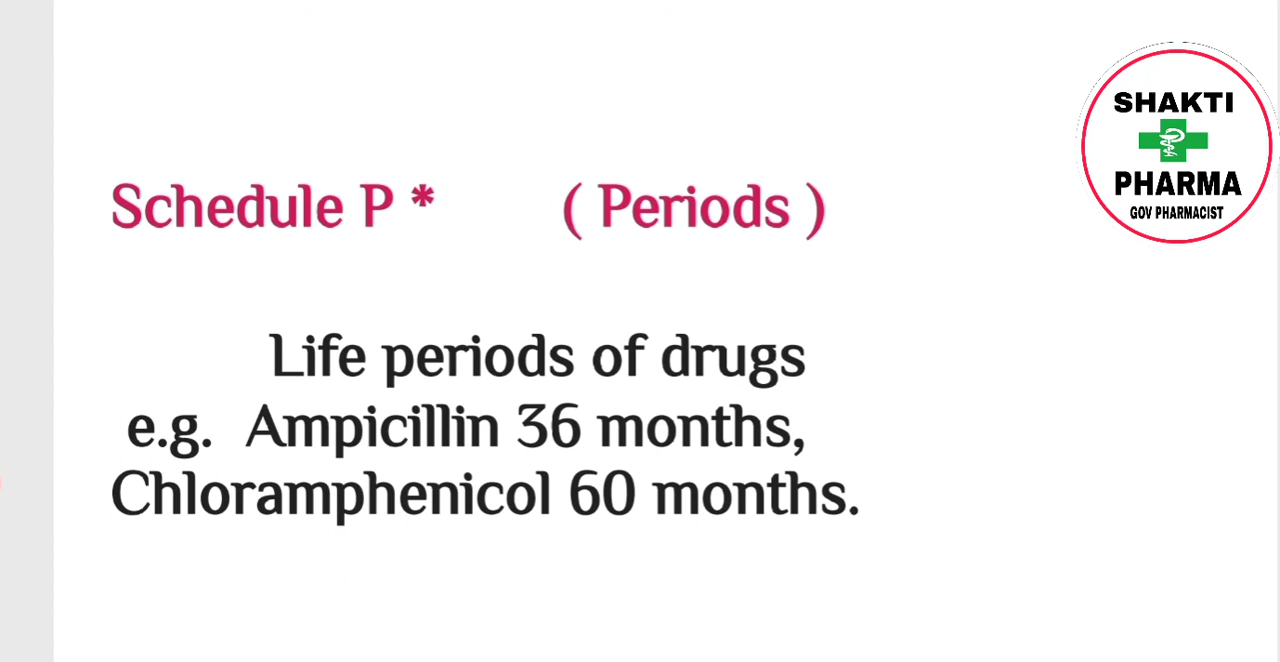 Schedule P * ( Periods )
Life periods of drugs
e.g. Ampicillin 36 months,
Chloramphenicol 60 months.
SHAKTI
PHARMA
GOV PHARMACIST